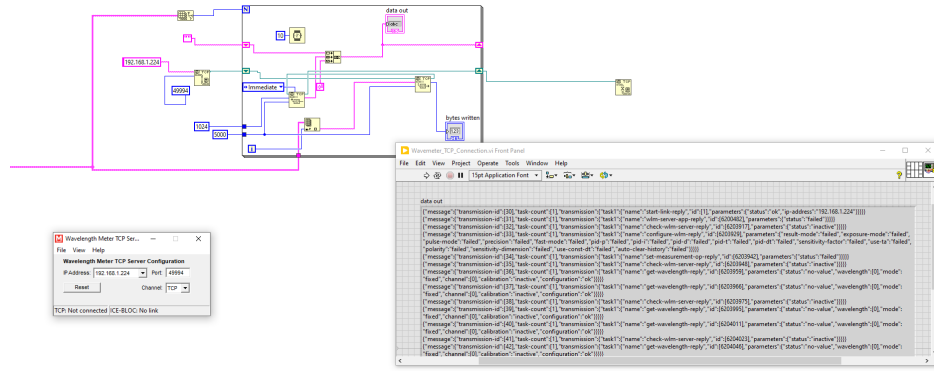 data out
N
10
192.168.1.224
TCP
TCP
TCP
TCP
49994
Immediate
1024
5000
bytes written
i
Wavemeter_TCP_Connection.vi Front Panel
File Edit View Project Operate Tools Window Help
15pt Application Font
data out
{"message":{"transmission-id":[30],"task-count":[1],"transmission":["task1":{"name":"start-link-reply","id":[1],"parameters":{"status":"ok","ip-address":"192.168.1.224"}}}}}
{"message":{"transmission-id":[31],"task-count":[1],"transmission":["task1":{"name":"wlm-server-app-reply","id":[6200482],"parameters":{"status":"failed"}}}}}
{"message":{"transmission-id":[32],"task-count":[1],"transmission":["task1":{"name":"check-wlm-server-reply","id":[6203917],"parameters":{"status":"inactive"}}}}}
{"message":{"transmission-id":[33],"task-count":[1],"transmission":["task1":{"name":"configure-wlm-reply","id":[6203929],"parameters":{"result-mode":"failed","exposure-mode":"failed",
"pulse-mode":"failed","precision":"failed","fast-mode":"failed","pid-p":"failed","pid-i":"failed","pid-d":"failed","pid-t":"failed","pid-dt":"failed","sensitivity-factor":"failed","use-ta":"failed",
"polarity":"failed","sensitivity-dimension":"failed","use-const-dt":"failed","auto-clear-history":"failed"}}}}}
{"message":{"transmission-id":[34],"task-count":[1],"transmission":["task1":{"name":"set-measurement-op-reply","id":[6203942],"parameters":{"status":"failed"}}}}}
{"message":{"transmission-id":[35],"task-count":[1],"transmission":["task1":{"name":"check-wlm-server-reply","id":[6203948],"parameters":{"status":"inactive"}}}}}
{"message":{"transmission-id":[36],"task-count":[1],"transmission":["task1":{"name":"get-wavelength-reply","id":[6203959],"parameters":{"status":"no-value","wavelength":[0],"mode":
"fixed","channel":[0],"calibration":"inactive","configuration":"ok"}}}}}
{"message":{"transmission-id":[37],"task-count":[1],"transmission":["task1":{"name":"get-wavelength-reply","id":[6203966],"parameters":{"status":"no-value","wavelength":[0],"mode":
"fixed","channel":[0],"calibration":"inactive","configuration":"ok"}}}}}
{"message":{"transmission-id":[38],"task-count":[1],"transmission":["task1":{"name":"check-wlm-server-reply","id":[6203975],"parameters":{"status":"inactive"}}}}}
{"message":{"transmission-id":[39],"task-count":[1],"transmission":["task1":{"name":"get-wavelength-reply","id":[6203995],"parameters":{"status":"no-value","wavelength":[0],"mode":
"fixed","channel":[0],"calibration":"inactive","configuration":"ok"}}}}}
{"message":{"transmission-id":[40],"task-count":[1],"transmission":["task1":{"name":"get-wavelength-reply","id":[6204011],"parameters":{"status":"no-value","wavelength":[0],"mode":
"fixed","channel":[0],"calibration":"inactive","configuration":"ok"}}}}}
{"message":{"transmission-id":[41],"task-count":[1],"transmission":["task1":{"name":"check-wlm-server-reply","id":[6204023],"parameters":{"status":"inactive"}}}}}
{"message":{"transmission-id":[42],"task-count":[1],"transmission":["task1":{"name":"get-wavelength-reply","id":[6204046],"parameters":{"status":"no-value","wavelength":[0],"mode":
"fixed","channel":[0],"calibration":"inactive","configuration":"ok"}}}}}
Wavelength Meter TCP Ser...
File View Help
Wavelength Meter TCP Server Configuration
IP Address: 192.168.1.224 Port: 49994
Reset Channel: TCP
TCP: Not connected ICE-BLOC: No link